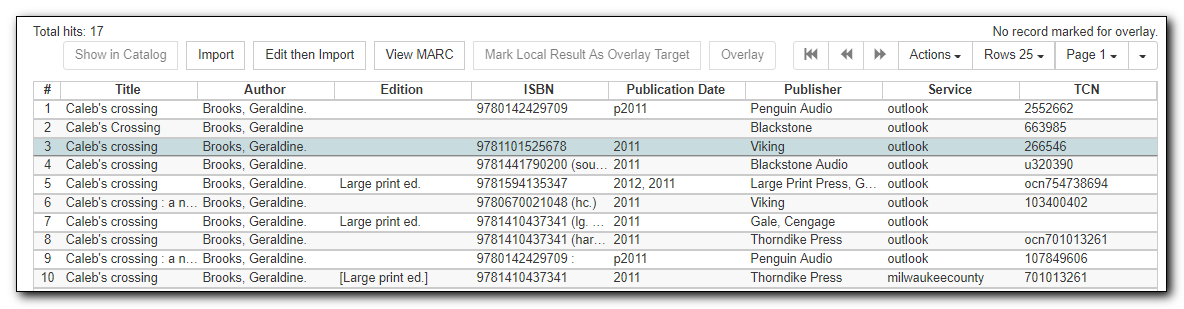 Total hits: 17 No record marked for overlay.
Show in Catalog Import Edit then Import View MARC Mark Local Result As Overlay Target Overlay Actions Rows 25 Page 1
# Title Author Edition ISBN Publication Date Publisher Service TCN
1 Caleb's crossing Brooks, Geraldine. 9780142429709 p2011 Penguin Audio outlook 2552662
2 Caleb's Crossing Brooks, Geraldine Blackstone outlook 663985
3 Caleb's crossing Brooks, Geraldine. 9781101525678 2011 Viking outlook 266546
4 Caleb's crossing Brooks, Geraldine. 9781441790200 (sou... 2011 Blackstone Audio outlook u320390
5 Caleb's crossing Brooks, Geraldine. Large print ed. 9781594135347 2012, 2011 Large Print Press, G... outlook ocn754738694
6 Caleb's crossing : a n... Brooks, Geraldine. 9780670021048 (hc.) 2011 Viking outlook 103400402
7 Caleb's crossing Brooks, Geraldine. Large print ed. 9781410437341 (lg. ... 2011 Gale, Cengage outlook
8 Caleb's crossing Brooks, Geraldine. 9781410437341 (har... 2011 Thorndike Press outlook ocn701013261
9 Caleb's crossing : a n... Brooks, Geraldine. 9780142429709 : p2011 Penguin Audio outlook 107849606
10 Caleb's crossing Brooks, Geraldine. [Large print ed.] 9781410437341 2011 Thorndike Press milwaukeecounty 701013261